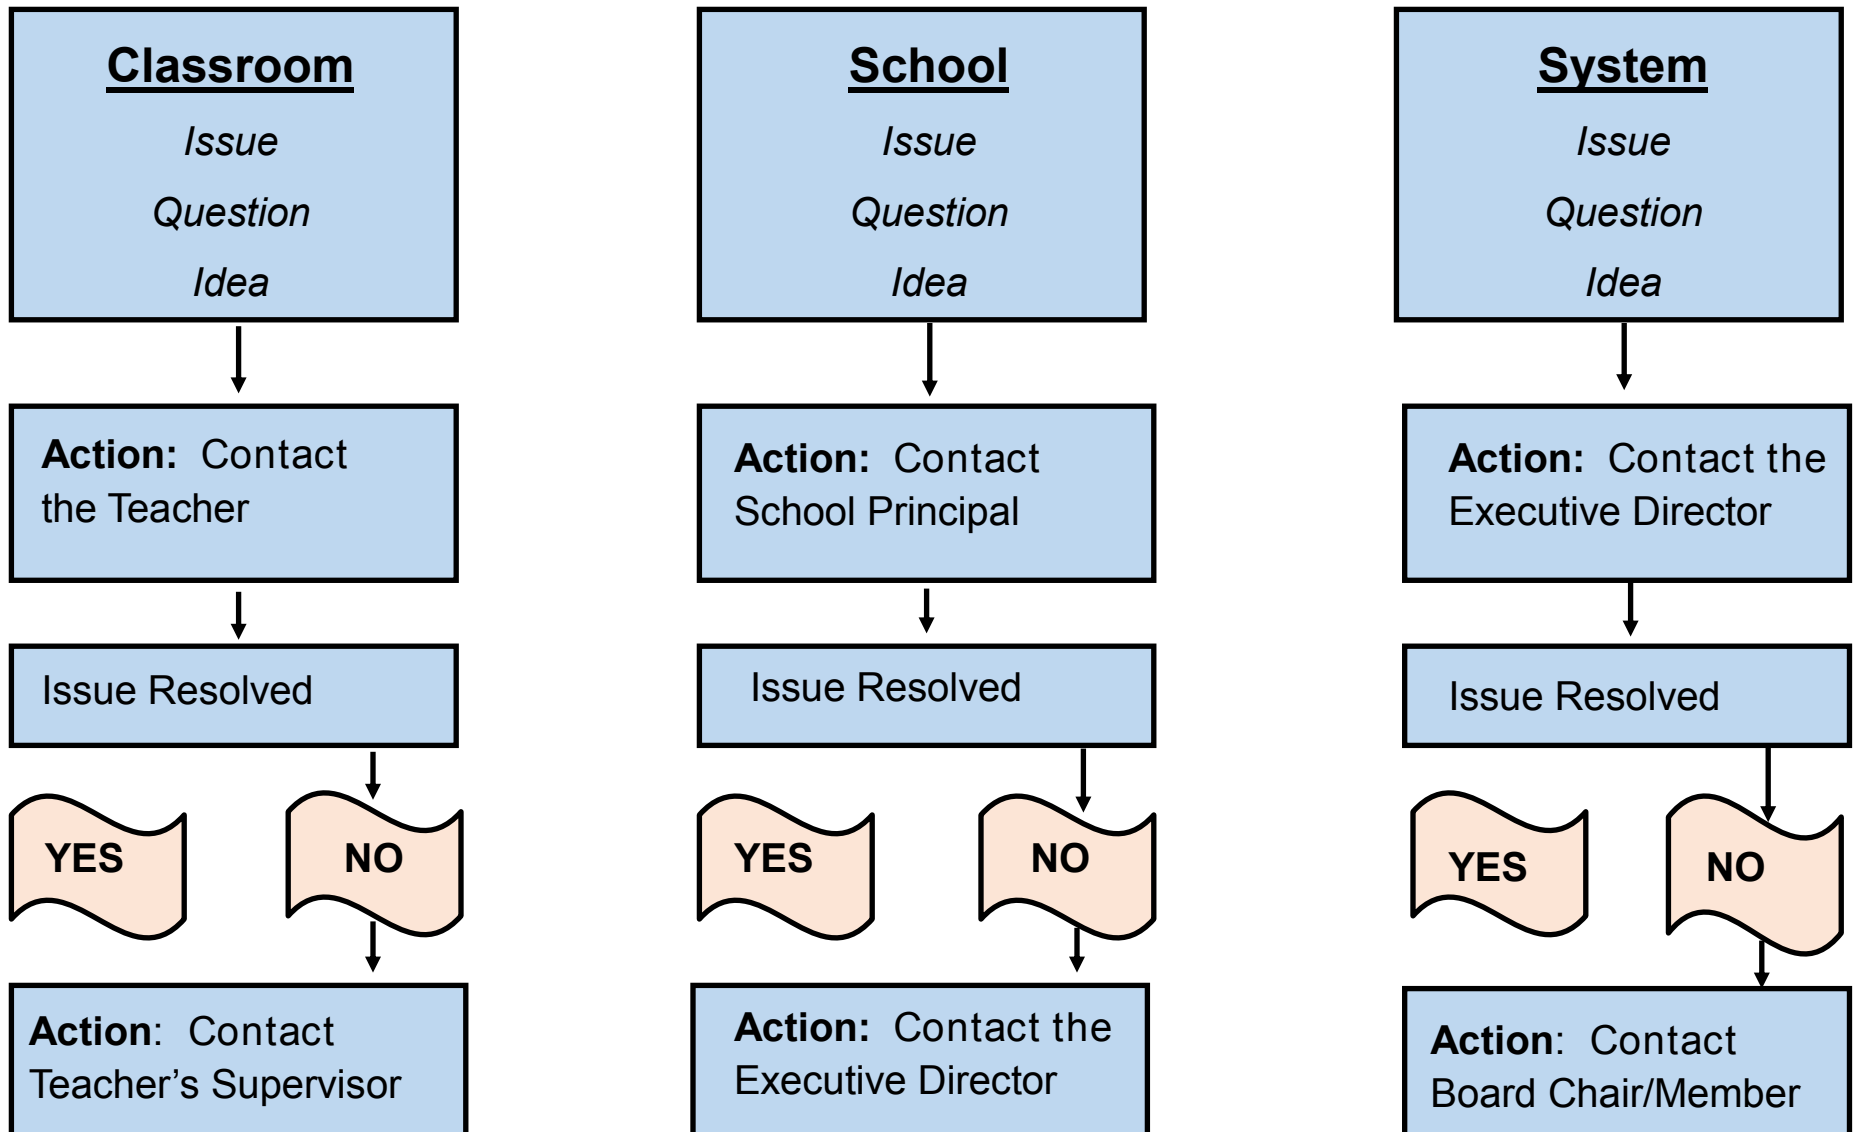 Classroom
Issue
Question
Idea
Action: Contact
the Teacher
Issue Resolved
YES
NO
Action: Contact
Teacher’s Supervisor
School
Issue
Question
Idea
Action: Contact
School Principal
Issue Resolved
YES
NO
Action: Contact the
Executive Director
System
Issue
Question
Idea
Action: Contact the
Executive Director
Issue Resolved
YES
NO
Action: Contact
Board Chair/Member